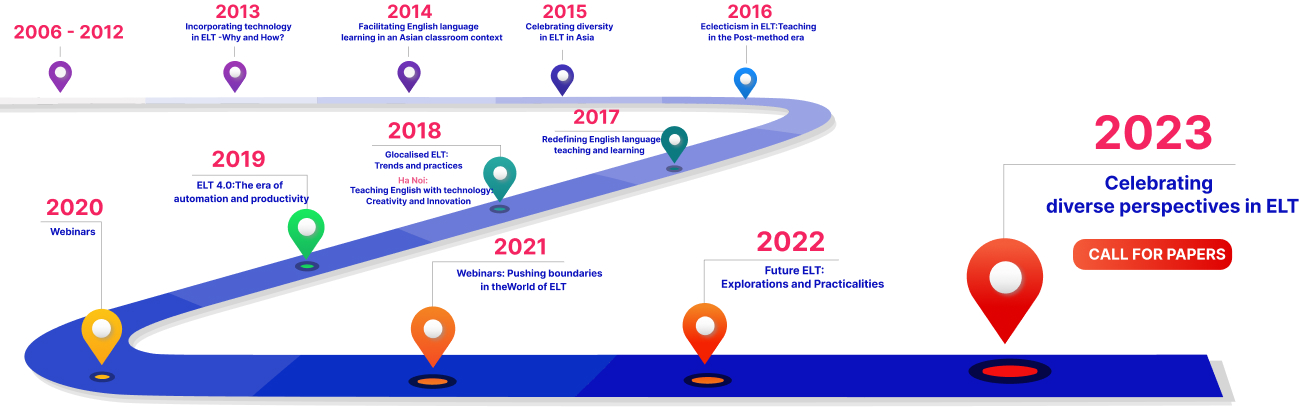 2006 - 2012
2013
Incorporating technology
in ELT -Why and How?
2014
Facilitating English language
learning in an Asian classroom context
2015
Celebrating diversity
in ELT in Asia
2016
Eclecticism in ELT:Teaching
in the Post-method era
2017
Redefining English language
teaching and learning
2018
Glocalised ELT:
Trends and practices
Ha Noi:
Teaching English with technology:
Creativity and Innovation
2019
ELT 4.0:The era of
automation and productivity
2020
Webinars
2021
Webinars: Pushing boundaries
in theWorld of ELT
2022
Future ELT:
Explorations and Practicalities
2023
Celebrating
diverse perspectives in ELT
CALL FOR PAPERS